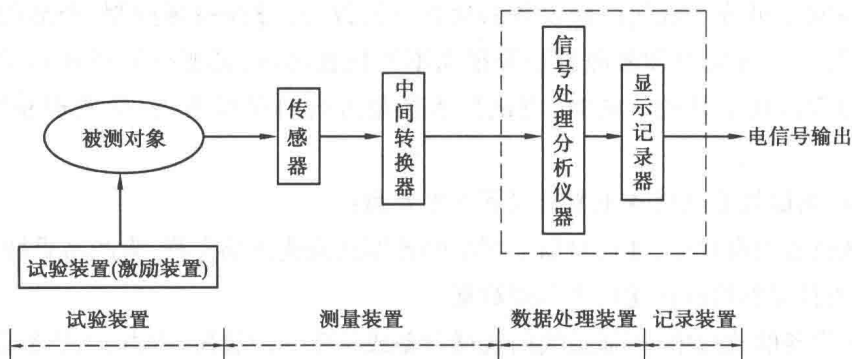 被测对象
传感器
中间转换器
信号处理分析仪器
显示记录器
电信号输出
试验装置(激励装置)
试验装置
测量装置
数据处理装置
记录装置